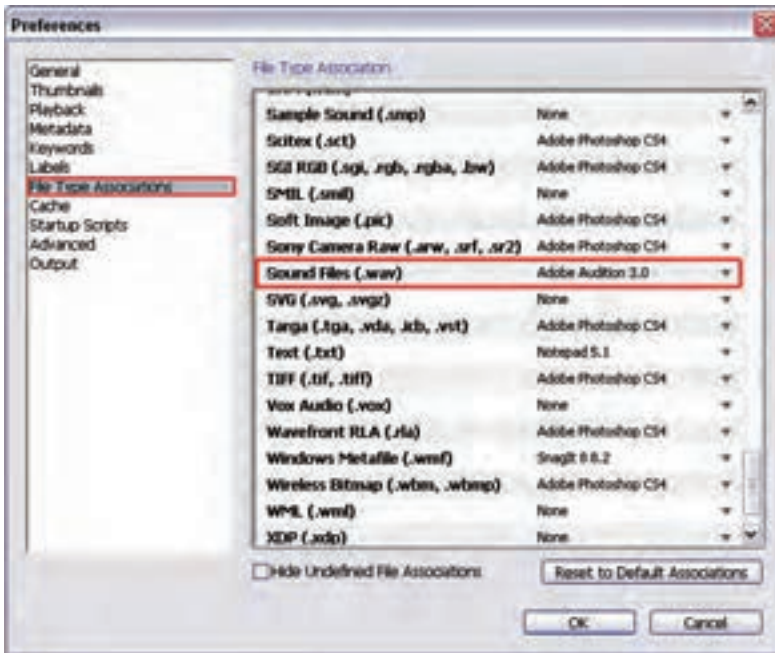 Preferences
General
Thumbnails
Playback
Metadata
Keywords
Labels
File Type Associations
Cache
Startup Scripts
Advanced
Output
File Type Association
Sample Sound (.smp) None
Scitex (.sct) Adobe Photoshop CS4
SGI RGB (.sgi, .rgb, .rgba, .bw) Adobe Photoshop CS4
SMIL (.smil) None
Soft Image (.pic) Adobe Photoshop CS4
Sony Camera Raw (.arw, .srf, .sr2) Adobe Photoshop CS4
Sound Files (.wav) Adobe Audition 3.0
SVG (.svg, .svgz) None
Targa (.tga, .vda, .icb, .vst) Adobe Photoshop CS4
Text (.txt) Notepad 5.1
TIFF (.tif, .tiff) Adobe Photoshop CS4
Vox Audio (.vox) None
Wavefront RLA (.rla) Adobe Photoshop CS4
Windows Metafile (.wmf) SnagIt 8.8.2
Wireless Bitmap (.wbm, .wbmp) Adobe Photoshop CS4
WML (.wml) None
XDP (.xdp) None
Hide Undefined File Associations
Reset to Default Associations
OK Cancel